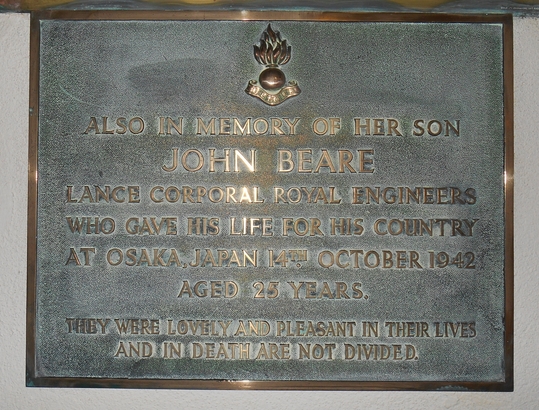 ALSO IN MEMORY OF HER SON
JOHN BEARE
LANCE CORPORAL ROYAL ENGINEERS
WHO GAVE HIS LIFE FOR HIS COUNTRY
AT OSAKA, JAPAN 14TH OCTOBER 1942
AGED 25 YEARS.
THEY WERE LOVELY AND PLEASANT IN THEIR LIVES
AND IN DEATH ARE NOT DIVIDED.